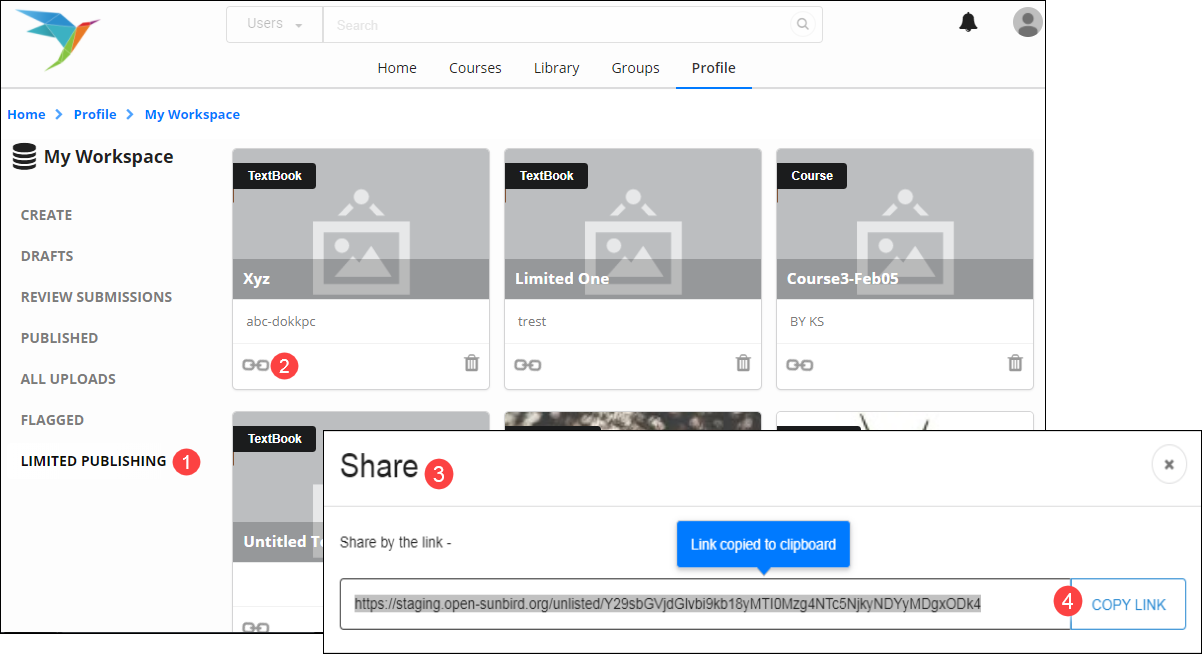 Users
Search
Home Courses Library Groups Profile
Home Profile My Workspace
My Workspace
CREATE
DRAFTS
REVIEW SUBMISSIONS
PUBLISHED
ALL UPLOADS
FLAGGED
LIMITED PUBLISHING 1
TextBook
Xyz
abc-dokkpc
2
TextBook
Limited One
trest
Course
Course3-Feb05
BY KS
TextBook
Untitled
Share 3
Share by the link -
Link copied to clipboard
https://staging.open-sunbird.org/unlisted/Y29sbGVjdGlvbi9kb18yMTI0Mzg4NTc5NjkyNDYyMDgxODk4
4 COPY LINK